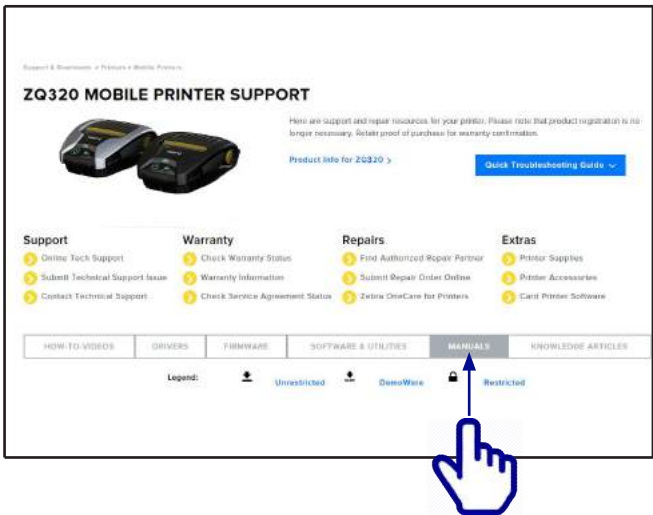 Support & Downloads > Printers > Mobile Printers
ZQ320 MOBILE PRINTER SUPPORT
Here are support and repair resources for your printer. Please note that product registration is no
longer necessary. Retain proof of purchase for warranty confirmation.
Product Info for ZQ320 >
Quick Troubleshooting Guide
Support
Warranty
Repairs
Extras
Online Tech Support
Check Warranty Status
Find Authorized Repair Partner
Printer Supplies
Submit Technical Support Issue
Warranty Information
Submit Repair Order Online
Printer Accessories
Contact Technical Support
Check Service Agreement Status
Zebra OneCare for Printers
Card Printer Software
HOW-TO-VIDEOS
DRIVERS
FIRMWARE
SOFTWARE & UTILITIES
MANUALS
KNOWLEDGE ARTICLES
Legend:
Unrestricted
DemoWare
Restricted